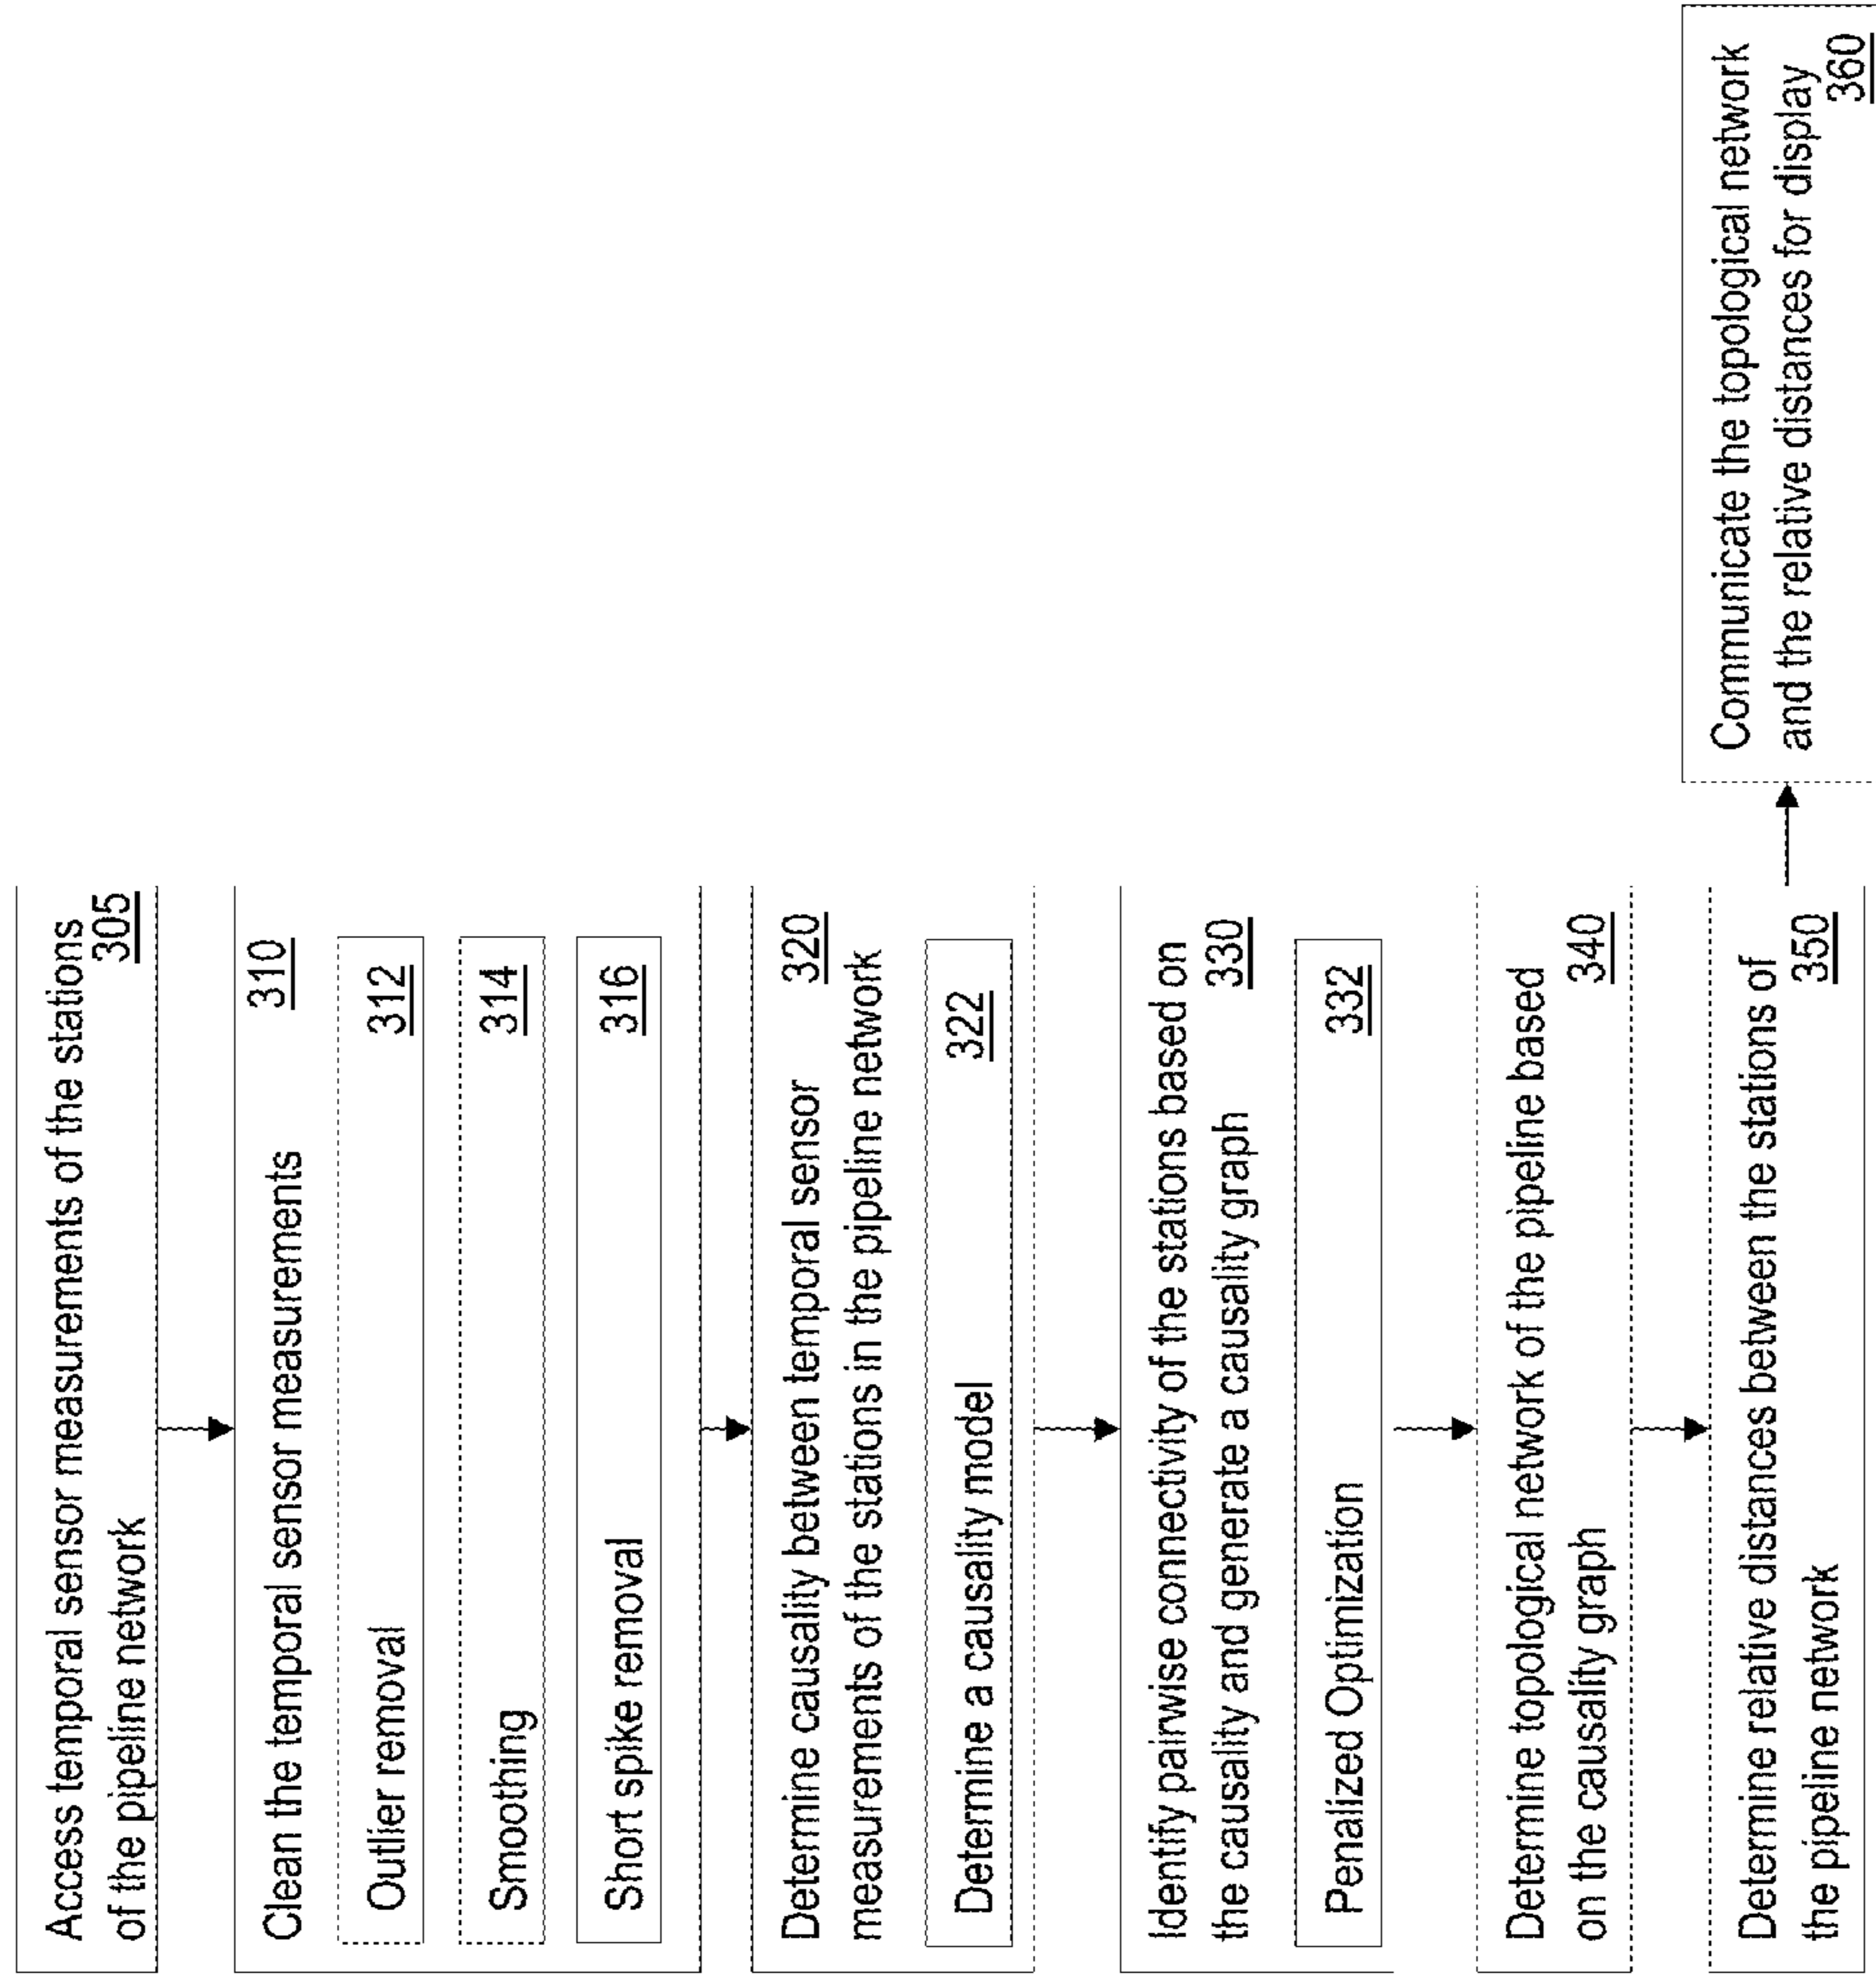 Access temporal sensor measurements of the stations
of the pipeline network 305
Clean the temporal sensor measurements 310
Outlier removal 312
Smoothing 314
Short spike removal 316
Determine causality between temporal sensor 320
measurements of the stations in the pipeline network
Determine a causality model 322
Identify pairwise connectivity of the stations based on
the causality and generate a causality graph 330
Penalized Optimization 332
Determine topological network of the pipeline based
on the causality graph 340
Determine relative distances between the stations of
the pipeline network 350
Communicate the topological network
and the relative distances for display
360